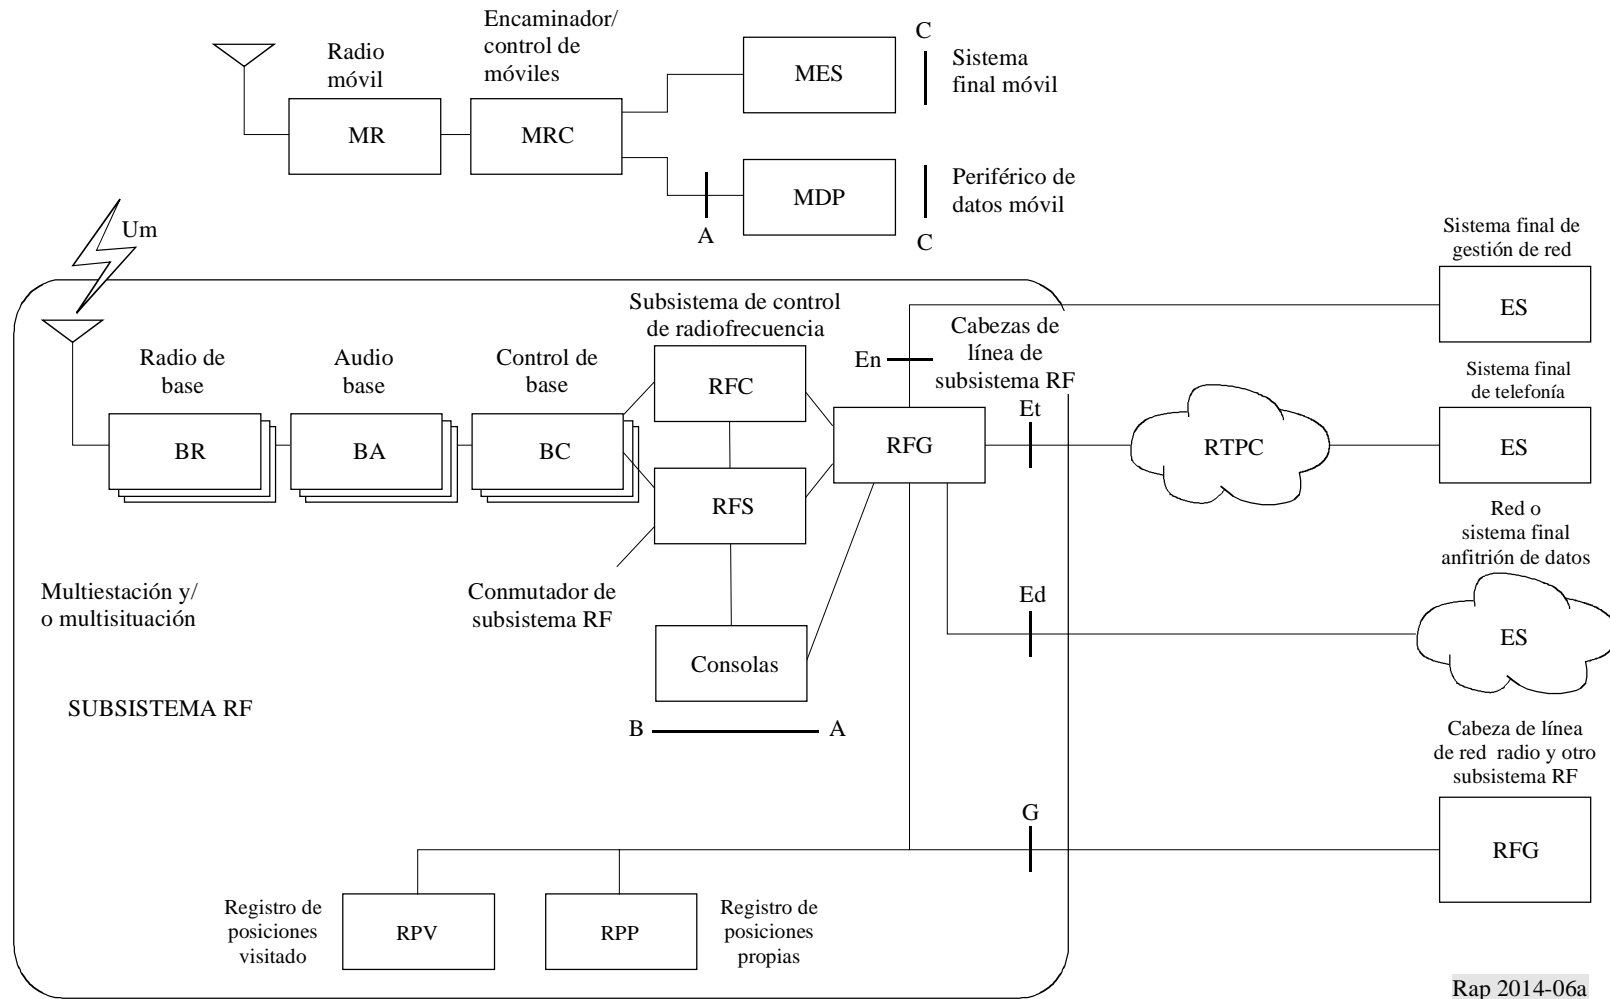 Radio
móvil
Encaminador/
control de
móviles
MR
MRC
MES
C
Sistema
final móvil
MDP
A
Periférico de
datos móvil
C
Um
Sistema final de
gestión de red
ES
Subsistema de control
de radiofrecuencia
Cabezas de
línea de
subsistema RF
En
Radio de
base
Audio
base
Control de
base
RFC
Sistema final
de telefonía
Et
BR
BA
BC
RFG
RTPC
ES
RFS
Red o
sistema final
anfitrión de datos
Multiestación y/
o multisituación
Conmutador de
subsistema RF
Ed
ES
Consolas
SUBSISTEMA RF
B
A
Cabeza de línea
de red radio y otro
subsistema RF
G
RFG
Registro de
posiciones
visitado
RPV
RPP
Registro de
posiciones
propias
Rap 2014-06a